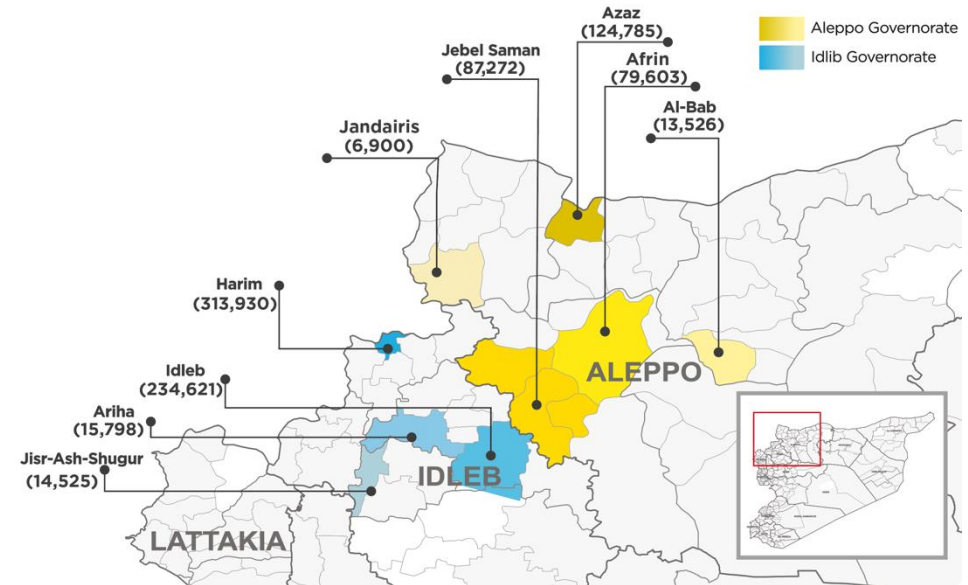 Azaz
(124,785)
Aleppo Governorate
Idlib Governorate
Jebel Saman
(87,272)
Afrin
(79,603)
Al-Bab
(13,526)
Jandairis
(6,900)
Harim
(313,930)
Idleb
(234,621)
Ariha
(15,798)
Jisr-Ash-Shugur
(14,525)
ALEPPO
IDLEB
LATTAKIA